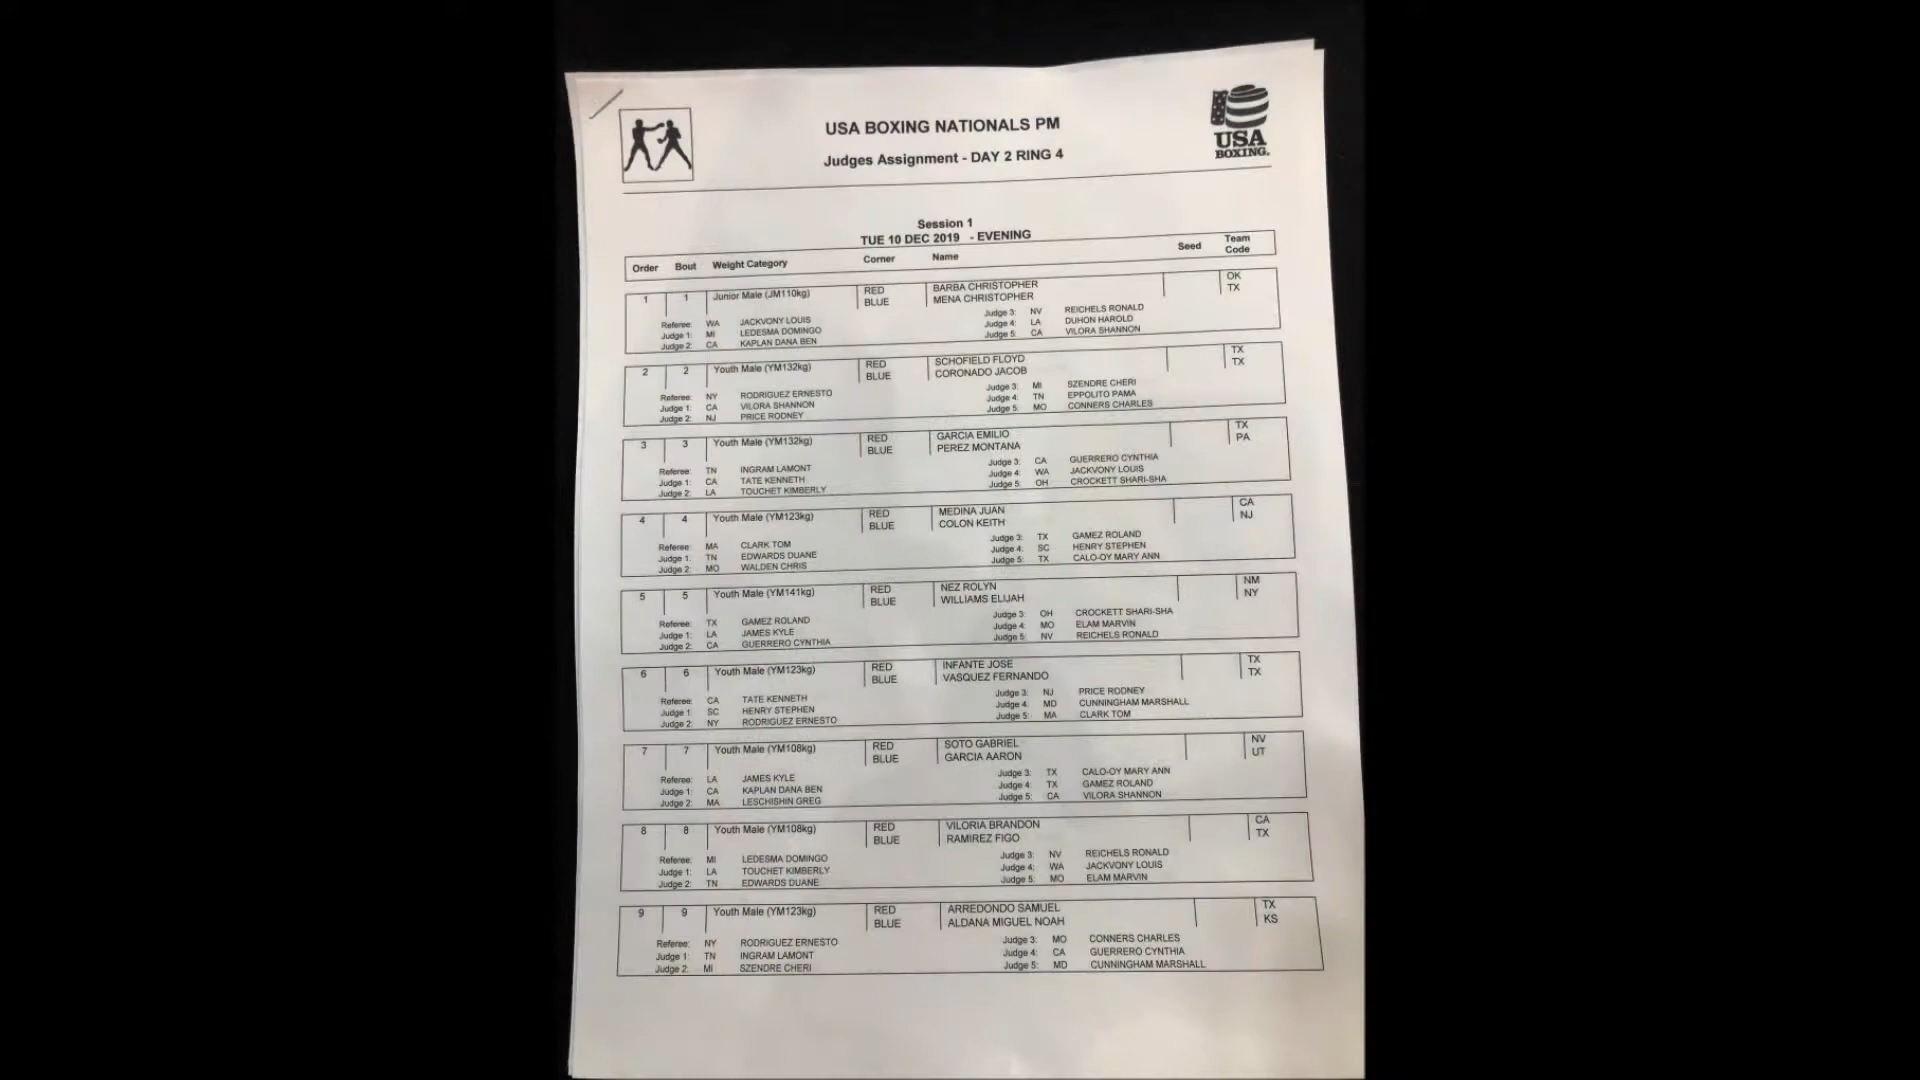 USA BOXING NATIONALS PM
Judges Assignment - DAY 2 RING 4
USA
BOXING.
Session 1
TUE 10 DEC 2019 - EVENING
Order Bout Weight Category Corner Name Seed Team Code
1 1 Junior Male (JM110kg) RED BARBA CHRISTOPHER OK
BLUE MENA CHRISTOPHER TX
Referee: WA JACKVONY LOUIS Judge 3: NV REICHELS RONALD
Judge 1: MI LEDESMA DOMINGO Judge 4: LA DUHON HAROLD
Judge 2: CA KAPLAN DANA BEN Judge 5: CA VILORA SHANNON
2 2 Youth Male (YM132kg) RED SCHOFIELD FLOYD TX
BLUE CORONADO JACOB TX
Referee: NY RODRIGUEZ ERNESTO Judge 3: MI SZENDRE CHERI
Judge 1: CA VILORA SHANNON Judge 4: TN EPPOLITO PAMA
Judge 2: NJ PRICE RODNEY Judge 5: MO CONNERS CHARLES
3 3 Youth Male (YM132kg) RED GARCIA EMILIO TX
BLUE PEREZ MONTANA PA
Referee: TN INGRAM LAMONT Judge 3: CA GUERRERO CYNTHIA
Judge 1: CA TATE KENNETH Judge 4: WA JACKVONY LOUIS
Judge 2: LA TOUCHET KIMBERLY Judge 5: OH CROCKETT SHARI-SHA
4 4 Youth Male (YM123kg) RED MEDINA JUAN CA
BLUE COLON KEITH NJ
Referee: MA CLARK TOM Judge 3: TX GAMEZ ROLAND
Judge 1: TN EDWARDS DUANE Judge 4: SC HENRY STEPHEN
Judge 2: MO WALDEN CHRIS Judge 5: TX CALO-OY MARY ANN
5 5 Youth Male (YM141kg) RED NEZ ROLYN NM
BLUE WILLIAMS ELIJAH NY
Referee: TX GAMEZ ROLAND Judge 3: OH CROCKETT SHARI-SHA
Judge 1: LA JAMES KYLE Judge 4: MO ELAM MARVIN
Judge 2: CA GUERRERO CYNTHIA Judge 5: NV REICHELS RONALD
6 6 Youth Male (YM123kg) RED INFANTE JOSE TX
BLUE VASQUEZ FERNANDO TX
Referee: CA TATE KENNETH Judge 3: NJ PRICE RODNEY
Judge 1: SC HENRY STEPHEN Judge 4: MD CUNNINGHAM MARSHALL
Judge 2: NY RODRIGUEZ ERNESTO Judge 5: MA CLARK TOM
7 7 Youth Male (YM108kg) RED SOTO GABRIEL NV
BLUE GARCIA AARON UT
Referee: LA JAMES KYLE Judge 3: TX CALO-OY MARY ANN
Judge 1: CA KAPLAN DANA BEN Judge 4: TX GAMEZ ROLAND
Judge 2: MA LESCHISHIN GREG Judge 5: CA VILORA SHANNON
8 8 Youth Male (YM108kg) RED VILORIA BRANDON CA
BLUE RAMIREZ FIGO TX
Referee: MI LEDESMA DOMINGO Judge 3: NV REICHELS RONALD
Judge 1: LA TOUCHET KIMBERLY Judge 4: WA JACKVONY LOUIS
Judge 2: TN EDWARDS DUANE Judge 5: MO ELAM MARVIN
9 9 Youth Male (YM123kg) RED ARREDONDO SAMUEL TX
BLUE ALDANA MIGUEL NOAH KS
Referee: NY RODRIGUEZ ERNESTO Judge 3: MO CONNERS CHARLES
Judge 1: TN INGRAM LAMONT Judge 4: CA GUERRERO CYNTHIA
Judge 2: MI SZENDRE CHERI Judge 5: MD CUNNINGHAM MARSHALL